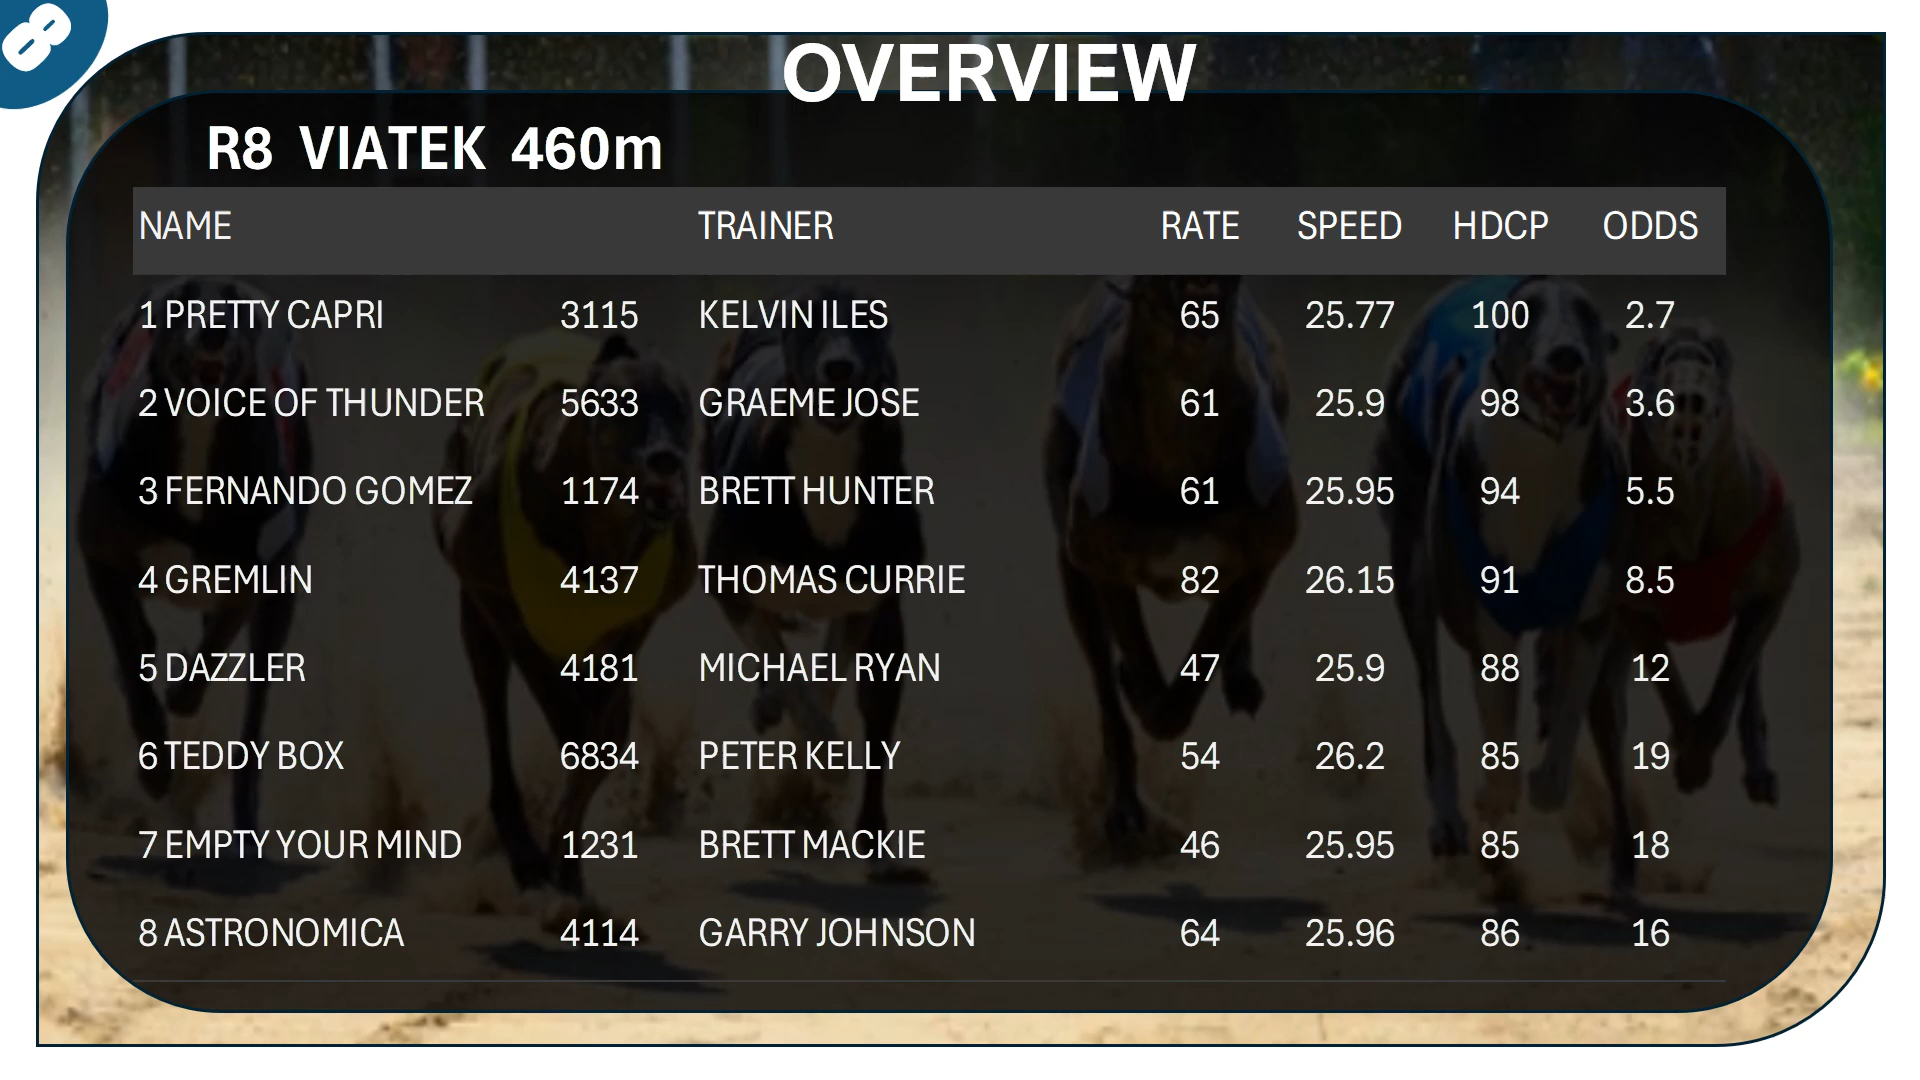 8
OVERVIEW
R8 VIATEK 460m
NAME TRAINER RATE SPEED HDCP ODDS
1 PRETTY CAPRI 3115 KELVIN ILES 65 25.77 100 2.7
2 VOICE OF THUNDER 5633 GRAEME JOSE 61 25.9 98 3.6
3 FERNANDO GOMEZ 1174 BRETT HUNTER 61 25.95 94 5.5
4 GREMLIN 4137 THOMAS CURRIE 82 26.15 91 8.5
5 DAZZLER 4181 MICHAEL RYAN 47 25.9 88 12
6 TEDDY BOX 6834 PETER KELLY 54 26.2 85 19
7 EMPTY YOUR MIND 1231 BRETT MACKIE 46 25.95 85 18
8 ASTRONOMICA 4114 GARRY JOHNSON 64 25.96 86 16